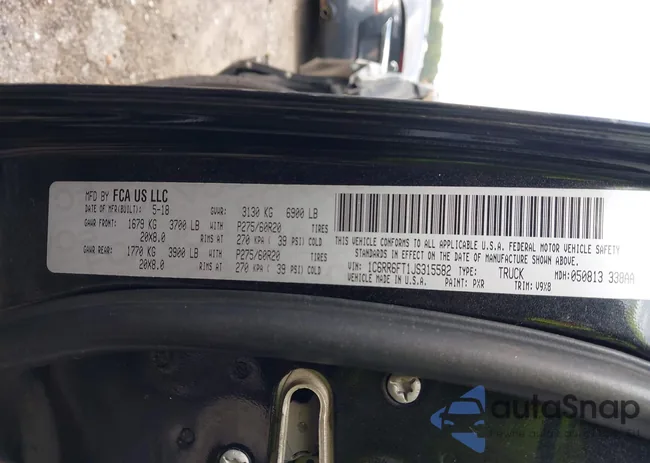 MFD BY FCA US LLC
DATE OF MFR(BUILT): 5-18 GVWR: 3130 KG 6900 LB
GAWR FRONT: 1679 KG 3700 LB WITH P275/60R20 TIRES
20X8.0 RIMS AT 270 KPA ( 39 PSI) COLD
GAWR REAR: 1770 KG 3900 LB WITH P275/60R20 TIRES
20X8.0 RIMS AT 270 KPA ( 39 PSI) COLD
THIS VEHICLE CONFORMS TO ALL APPLICABLE U.S.A. FEDERAL MOTOR VEHICLE SAFETY
STANDARDS IN EFFECT ON THE DATE OF MANUFACTURE SHOWN ABOVE.
VIN: 1C6RR6FT1JS315582 TYPE: TRUCK MDH: 050813 338AA
VEHICLE MADE IN U.S.A. PAINT: PXR TRIM: V9X8
autoSnap